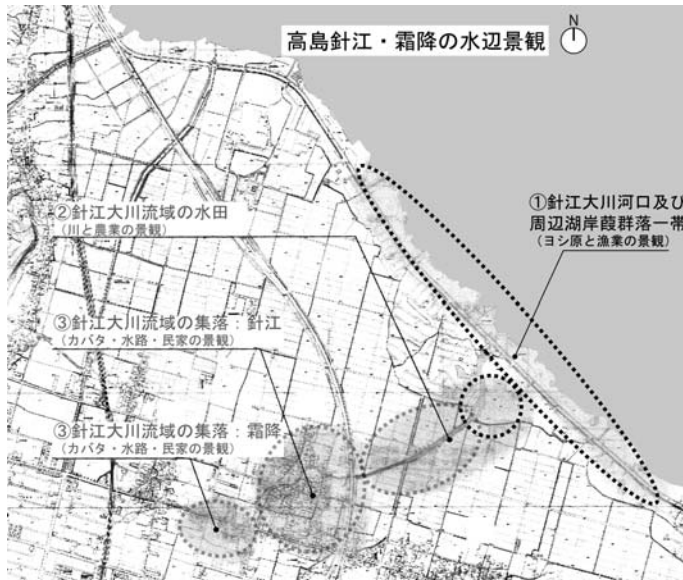 高島針江・霜降の水辺景観
N
①針江大川河口及び
周辺湖岸葭群落一帯
(ヨシ原と漁業の景観)
②針江大川流域の水田
(川と農業の景観)
③針江大川流域の集落：針江
(カバタ・水路・民家の景観)
③針江大川流域の集落：霜降
(カバタ・水路・民家の景観)